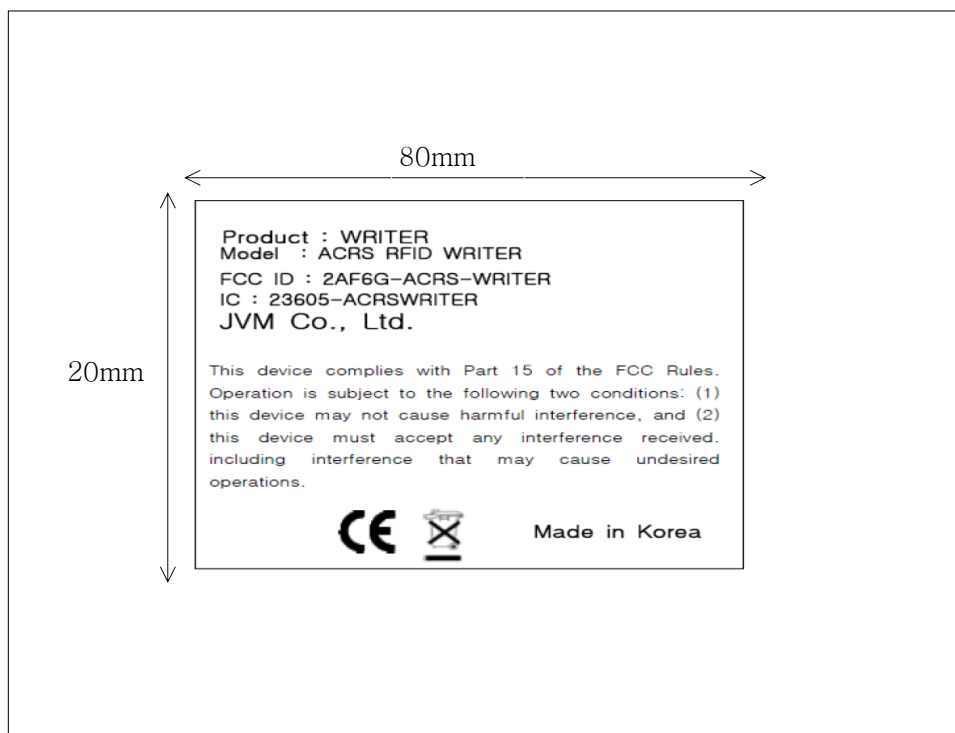 80mm
20mm
Product : WRITER
Model : ACRS RFID WRITER
FCC ID : 2AF6G-ACRS-WRITER
IC : 23605-ACRSWRITER
JVM Co., Ltd.
This device complies with Part 15 of the FCC Rules.
Operation is subject to the following two conditions: (1)
this device may not cause harmful interference, and (2)
this device must accept any interference received.
including interference that may cause undesired
operations.
CE
Made in Korea